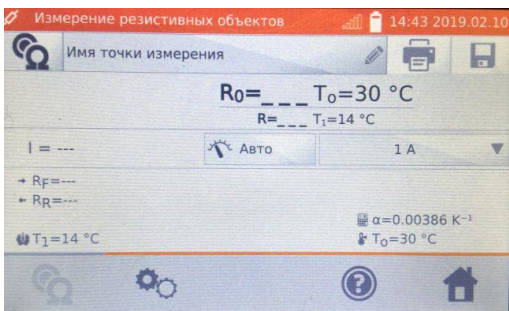 Измерение резистивных объектов 14:43 2019.02.10
Имя точки измерения
R₀=_ _ _ T₀=30 °C
R=_ _ _ T₁=14 °C
I = --- Авто 1 A
→ RF=---
← RR=---
α=0.00386 K⁻¹
T₁=14 °C T₀=30 °C